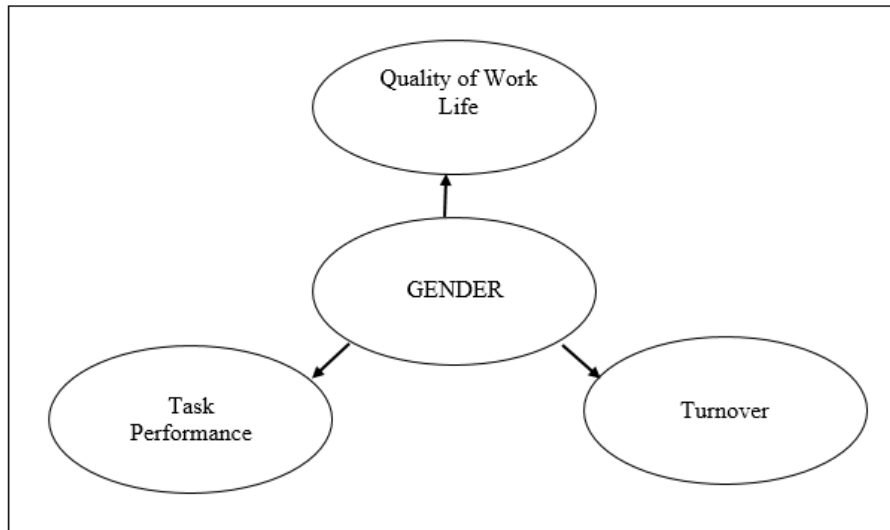 Quality of Work
Life
GENDER
Task
Performance
Turnover